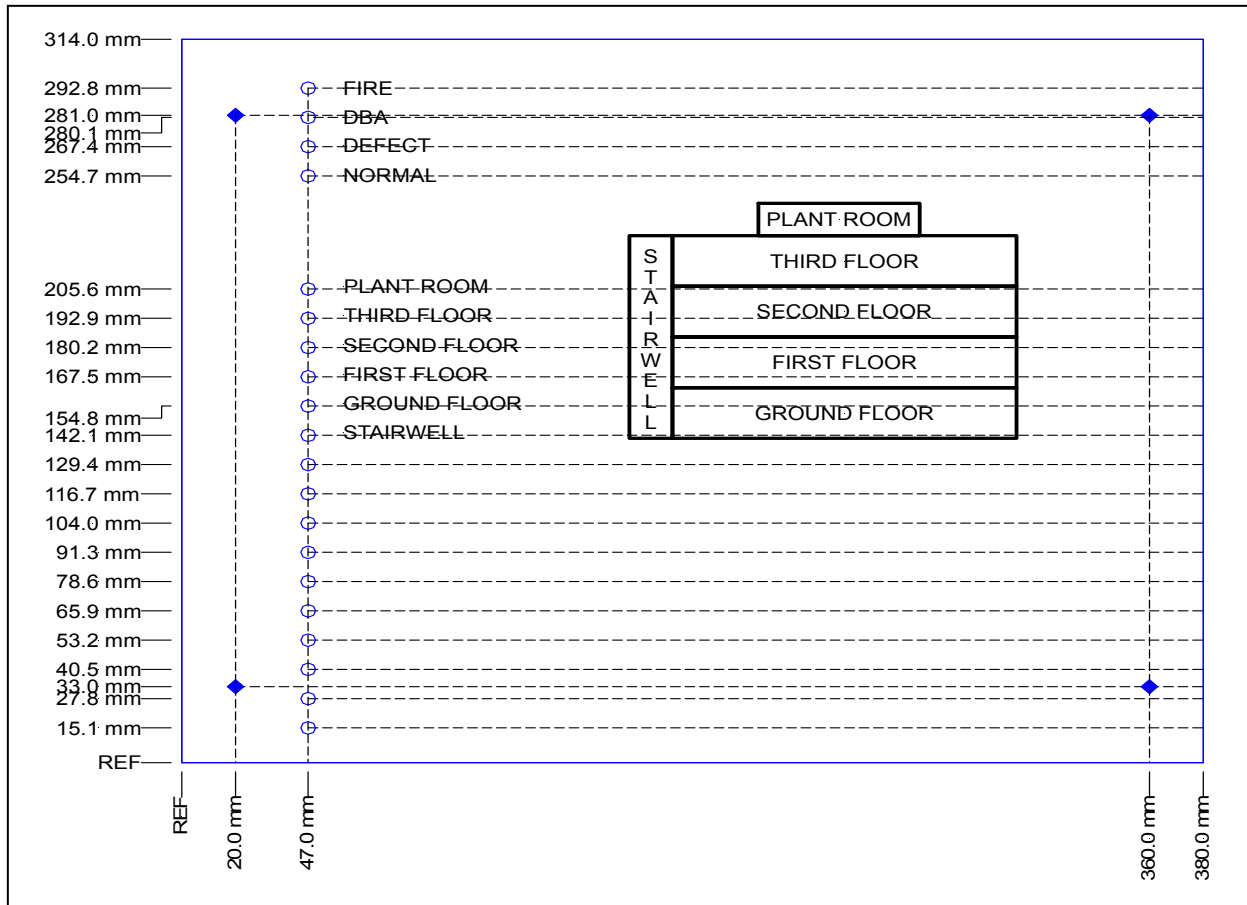 314.0 mm
292.8 mm
FIRE
281.0 mm
DBA
280.1 mm
267.4 mm
DEFECT
254.7 mm
NORMAL
PLANT ROOM
THIRD FLOOR
SECOND FLOOR
FIRST FLOOR
GROUND FLOOR
STAIRWELL
205.6 mm
PLANT ROOM
192.9 mm
THIRD FLOOR
180.2 mm
SECOND FLOOR
167.5 mm
FIRST FLOOR
154.8 mm
GROUND FLOOR
142.1 mm
STAIRWELL
129.4 mm
116.7 mm
104.0 mm
91.3 mm
78.6 mm
65.9 mm
53.2 mm
40.5 mm
33.0 mm
27.8 mm
15.1 mm
REF
REF
20.0 mm
47.0 mm
360.0 mm
380.0 mm